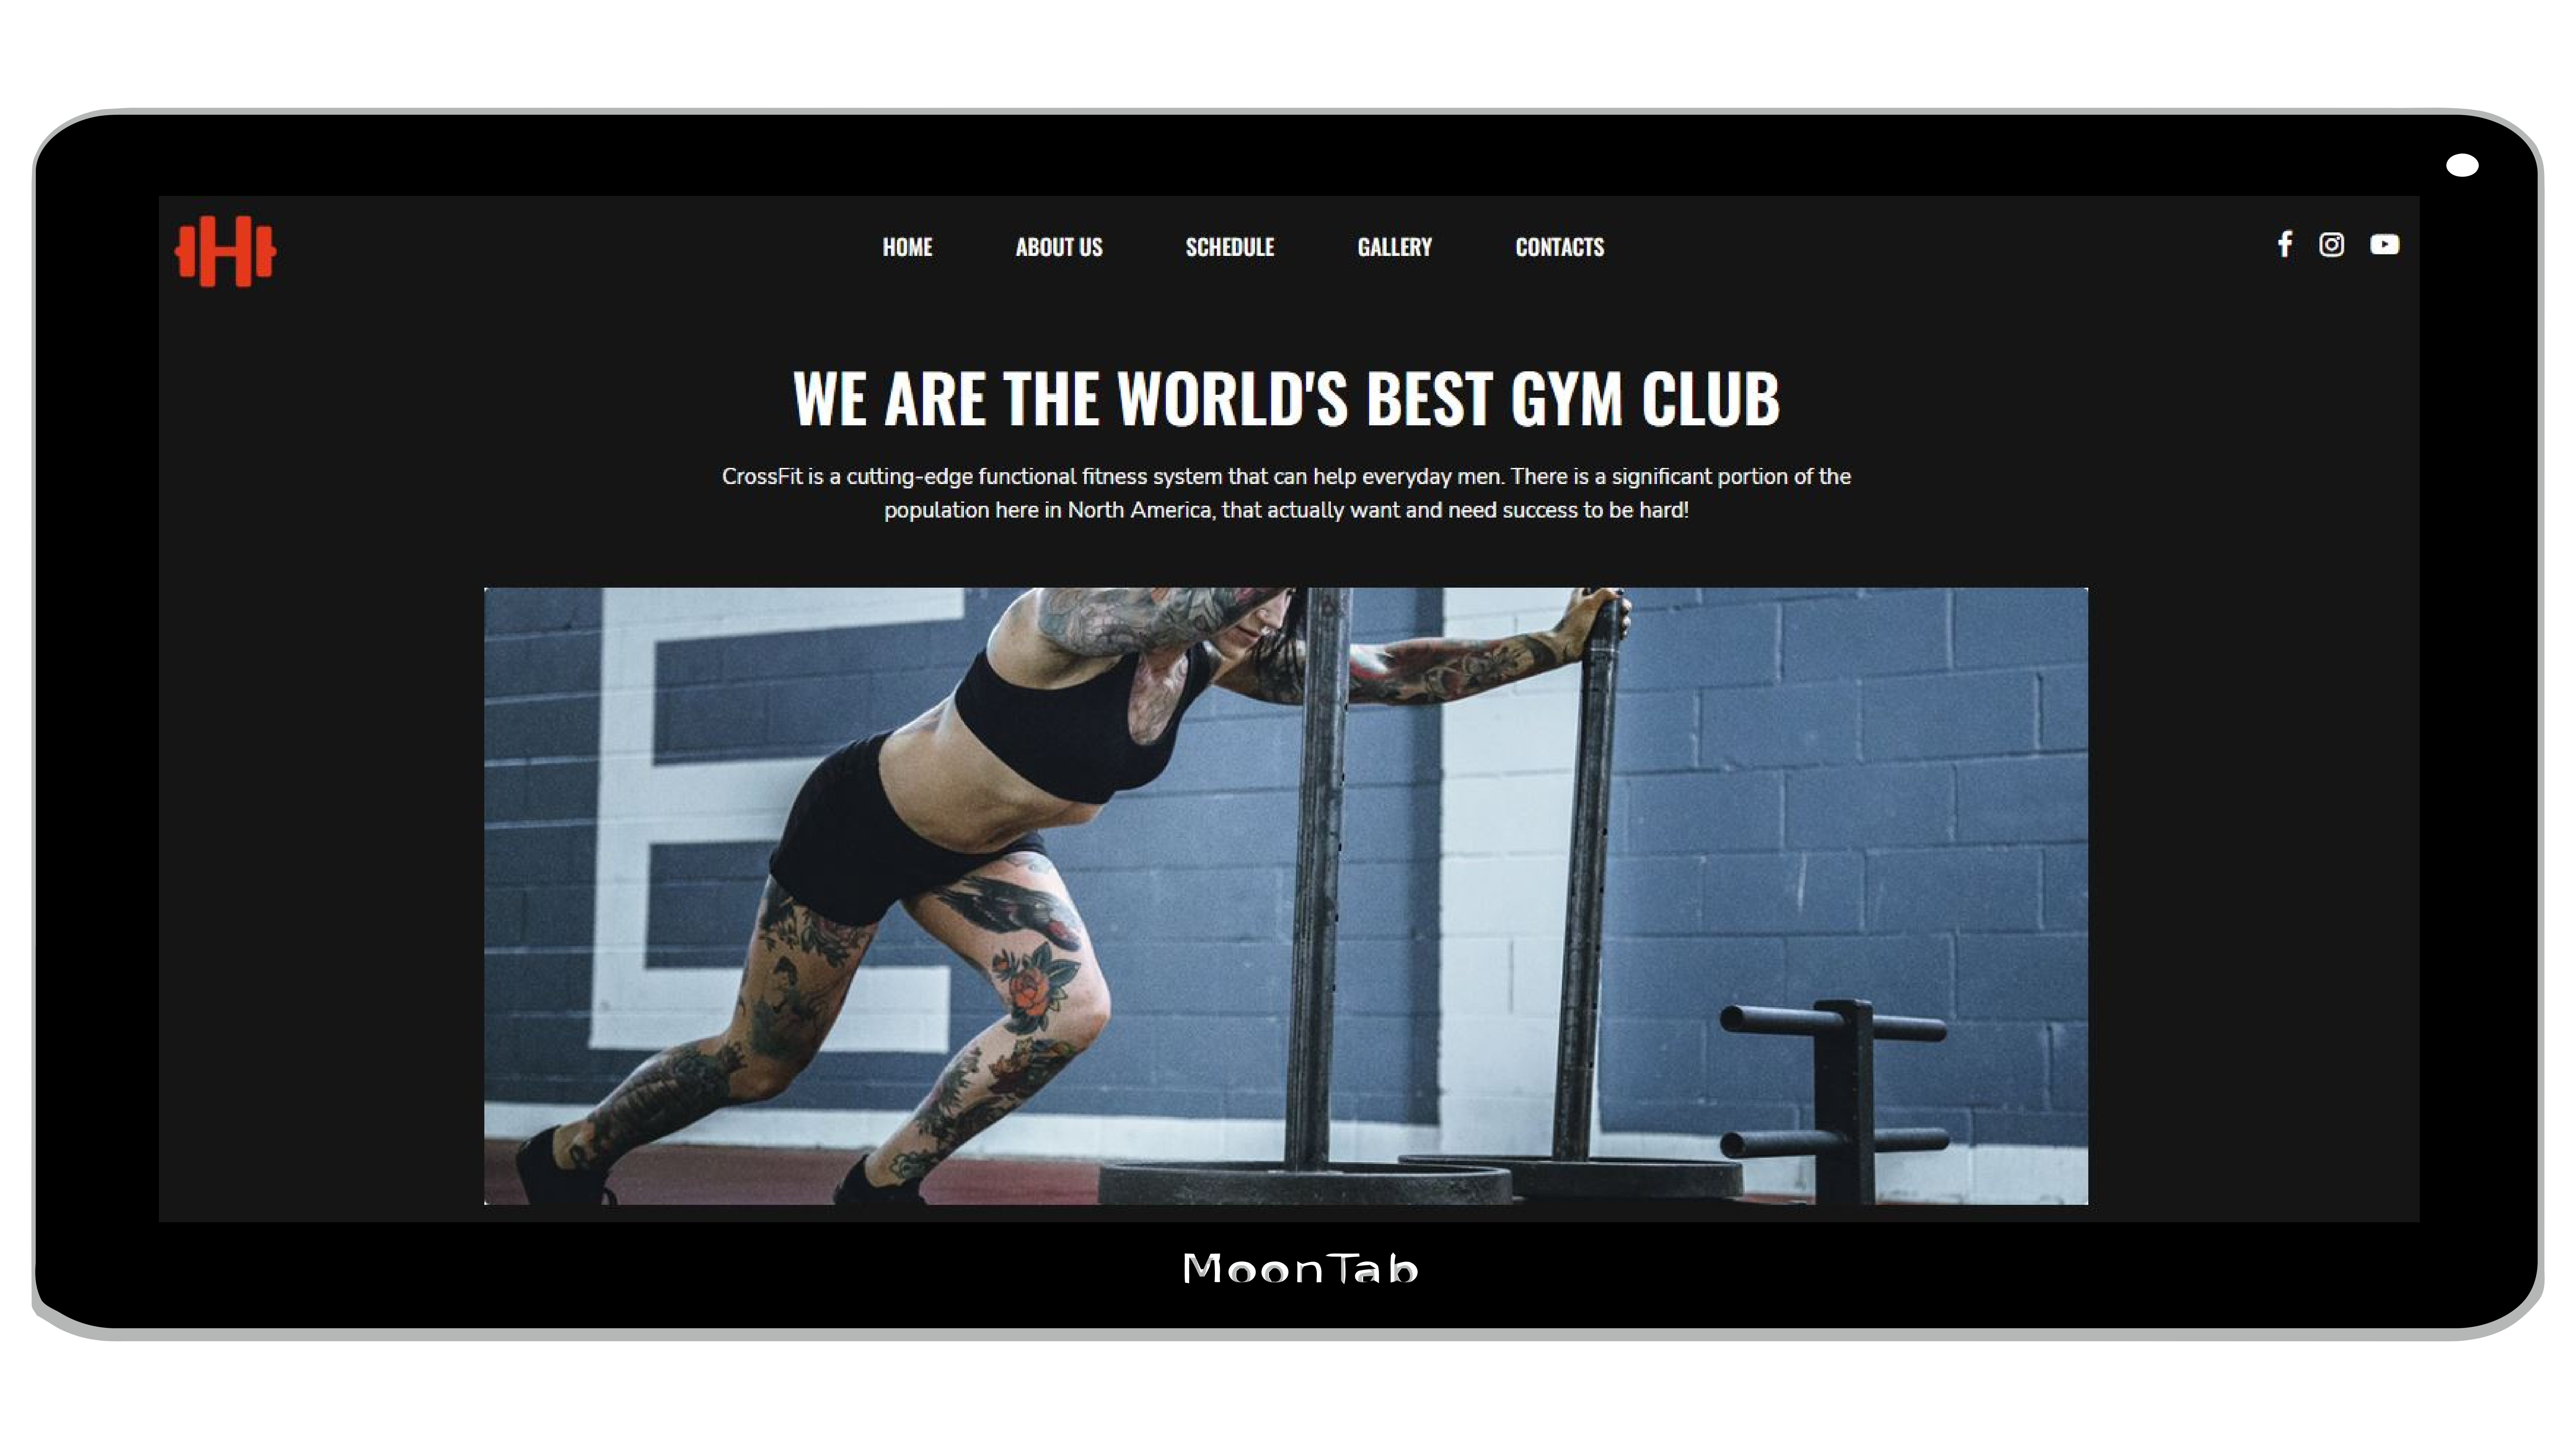 H
HOME ABOUT US SCHEDULE GALLERY CONTACTS
WE ARE THE WORLD'S BEST GYM CLUB
CrossFit is a cutting-edge functional fitness system that can help everyday men. There is a significant portion of the
population here in North America, that actually want and need success to be hard!
E
MoonTab